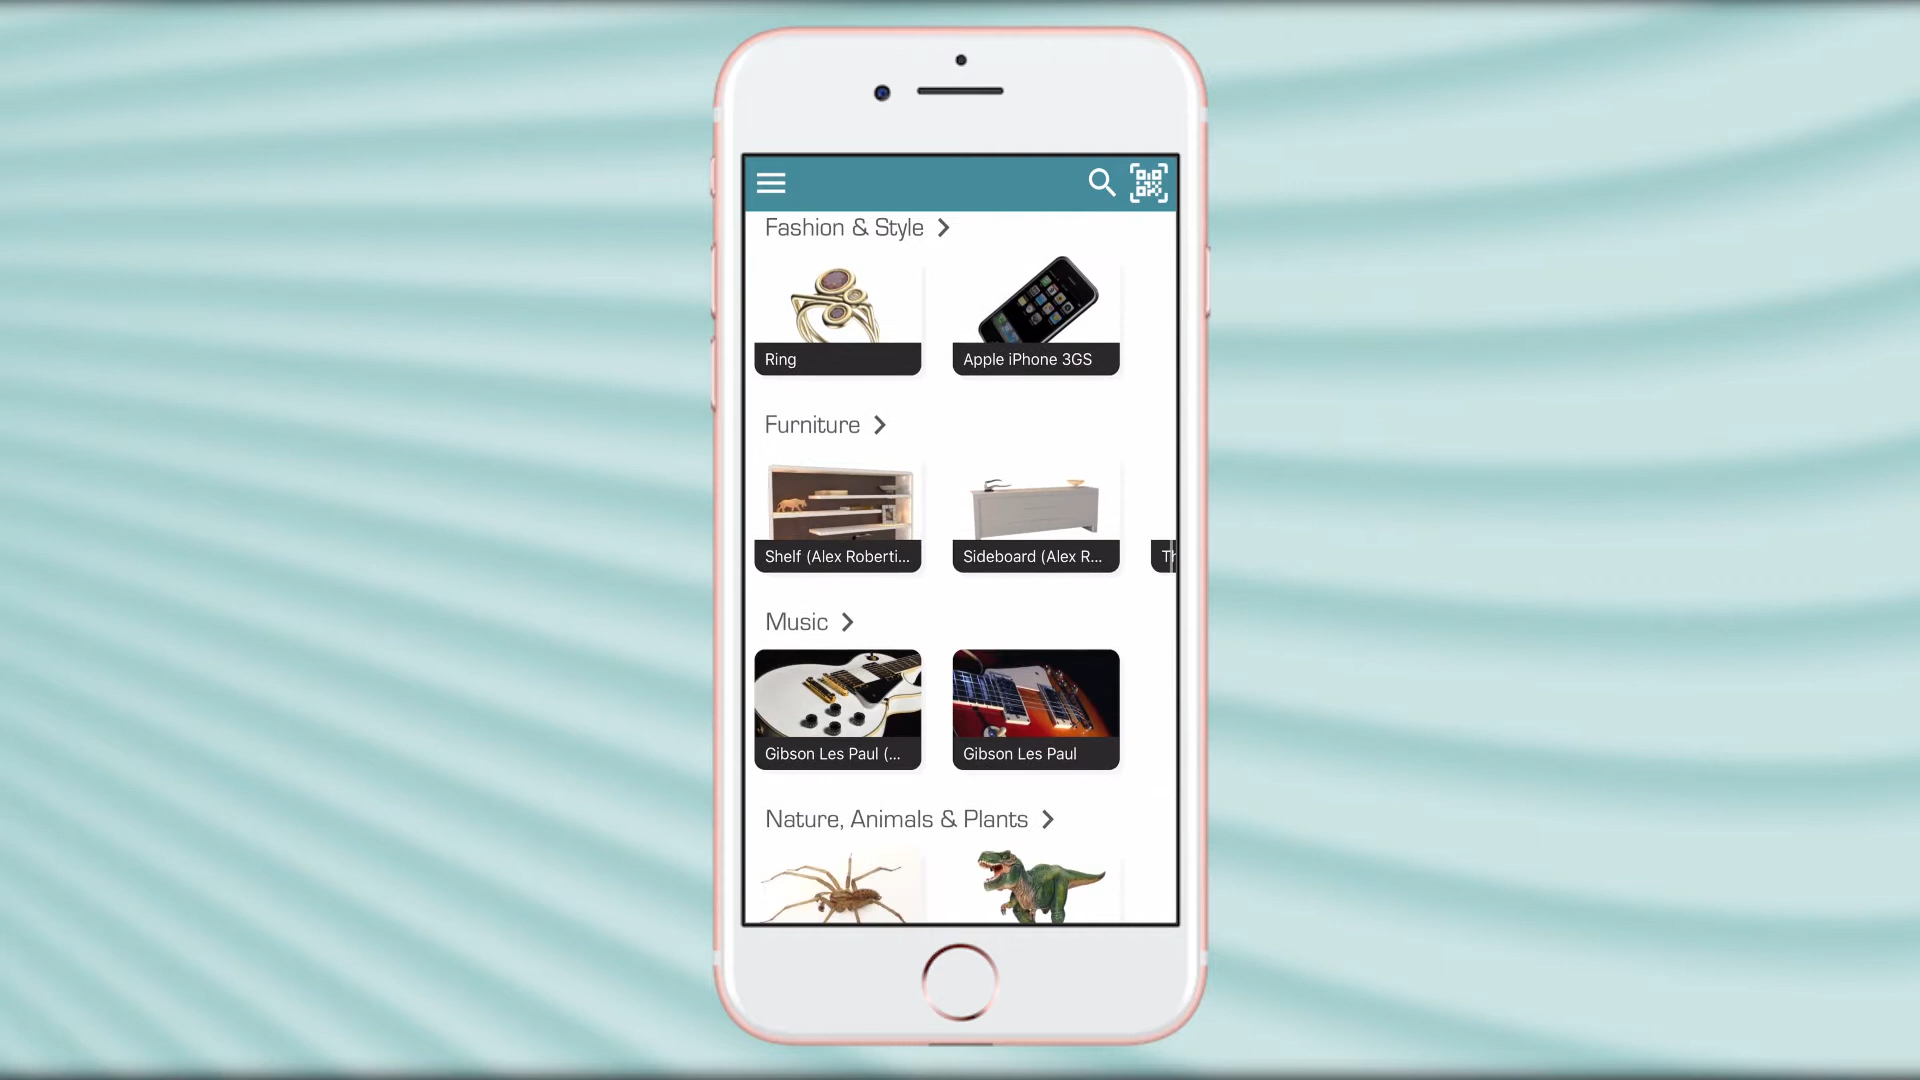 Fashion & Style
Ring
Apple iPhone 3GS
Furniture
Shelf (Alex Roberti...
Sideboard (Alex R...
Music
Gibson Les Paul (...
Gibson Les Paul
Nature, Animals & Plants